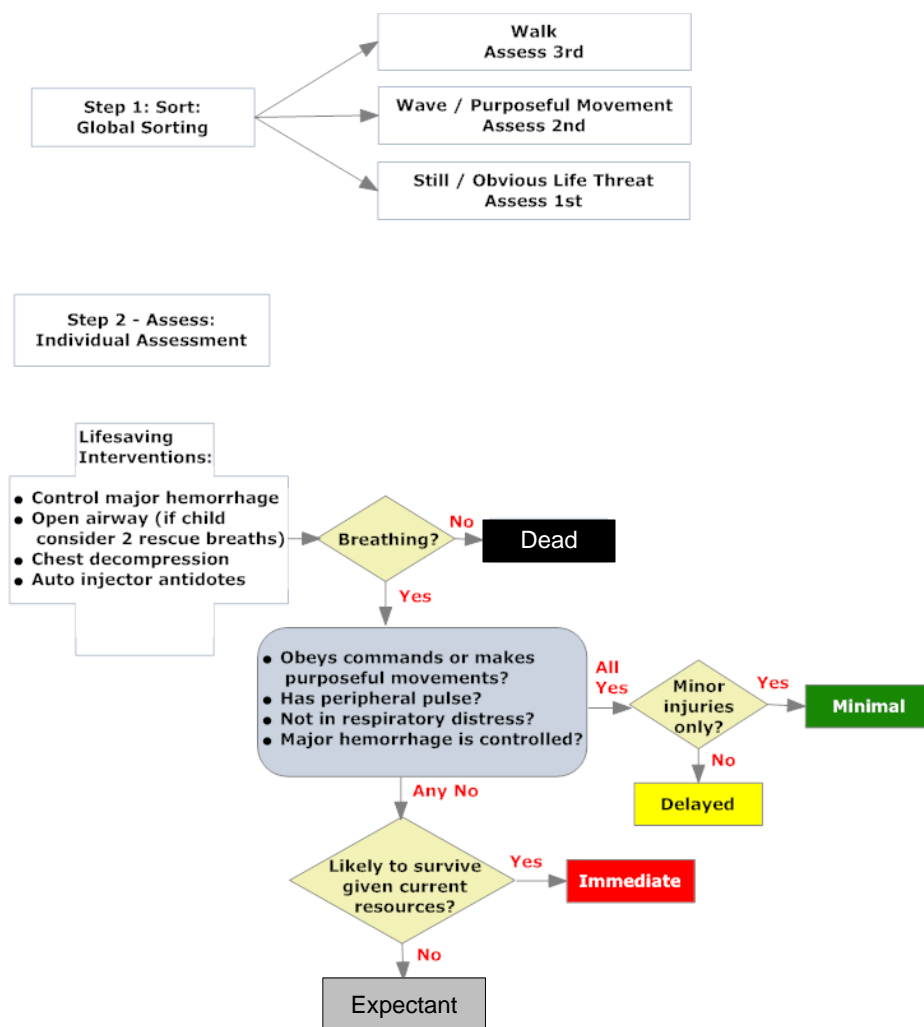 Walk
Assess 3rd
Step 1: Sort:
Global Sorting
Wave / Purposeful Movement
Assess 2nd
Still / Obvious Life Threat
Assess 1st
Step 2 - Assess:
Individual Assessment
Lifesaving
Interventions:
● Control major hemorrhage
● Open airway (if child
consider 2 rescue breaths)
● Chest decompression
● Auto injector antidotes
Breathing?
No
Dead
Yes
● Obeys commands or makes
purposeful movements?
● Has peripheral pulse?
● Not in respiratory distress?
● Major hemorrhage is controlled?
All
Yes
Minor
injuries
only?
Yes
Minimal
No
Delayed
Any No
Likely to survive
given current
resources?
Yes
Immediate
No
Expectant